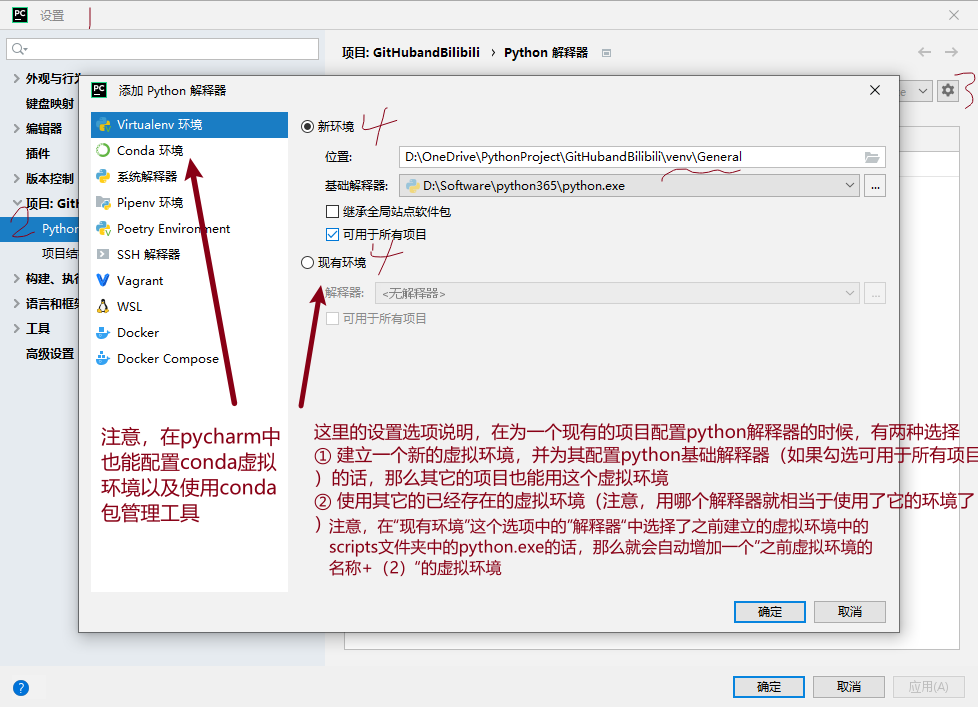 PC 设置
项目: GitHubandBilibili › Python 解释器
外观与行为
键盘映射
编辑器
插件
版本控制
项目: GitH
Python
项目结
构建、执行
语言和框架
工具
高级设置
3
2
PC 添加 Python 解释器
Virtualenv 环境
Conda 环境
系统解释器
Pipenv 环境
Poetry Environment
SSH 解释器
Vagrant
WSL
Docker
Docker Compose
新环境 4
位置: D:\OneDrive\PythonProject\GitHubandBilibili\venv\General
基础解释器: D:\Software\python365\python.exe ...
继承全局站点软件包
可用于所有项目
现有环境 4
解释器: <无解释器> ...
可用于所有项目
注意，在pycharm中
也能配置conda虚拟
环境以及使用conda
包管理工具
这里的设置选项说明，在为一个现有的项目配置python解释器的时候，有两种选择
① 建立一个新的虚拟环境，并为其配置python基础解释器（如果勾选可用于所有项目
）的话，那么其它的项目也能用这个虚拟环境
② 使用其它的已经存在的虚拟环境（注意，用哪个解释器就相当于使用了它的环境了
）注意，在“现有环境”这个选项中的”解释器“中选择了之前建立的虚拟环境中的
scripts文件夹中的python.exe的话，那么就会自动增加一个”之前虚拟环境的
名称+（2）“的虚拟环境
确定 取消
? 确定 取消 应用(A)